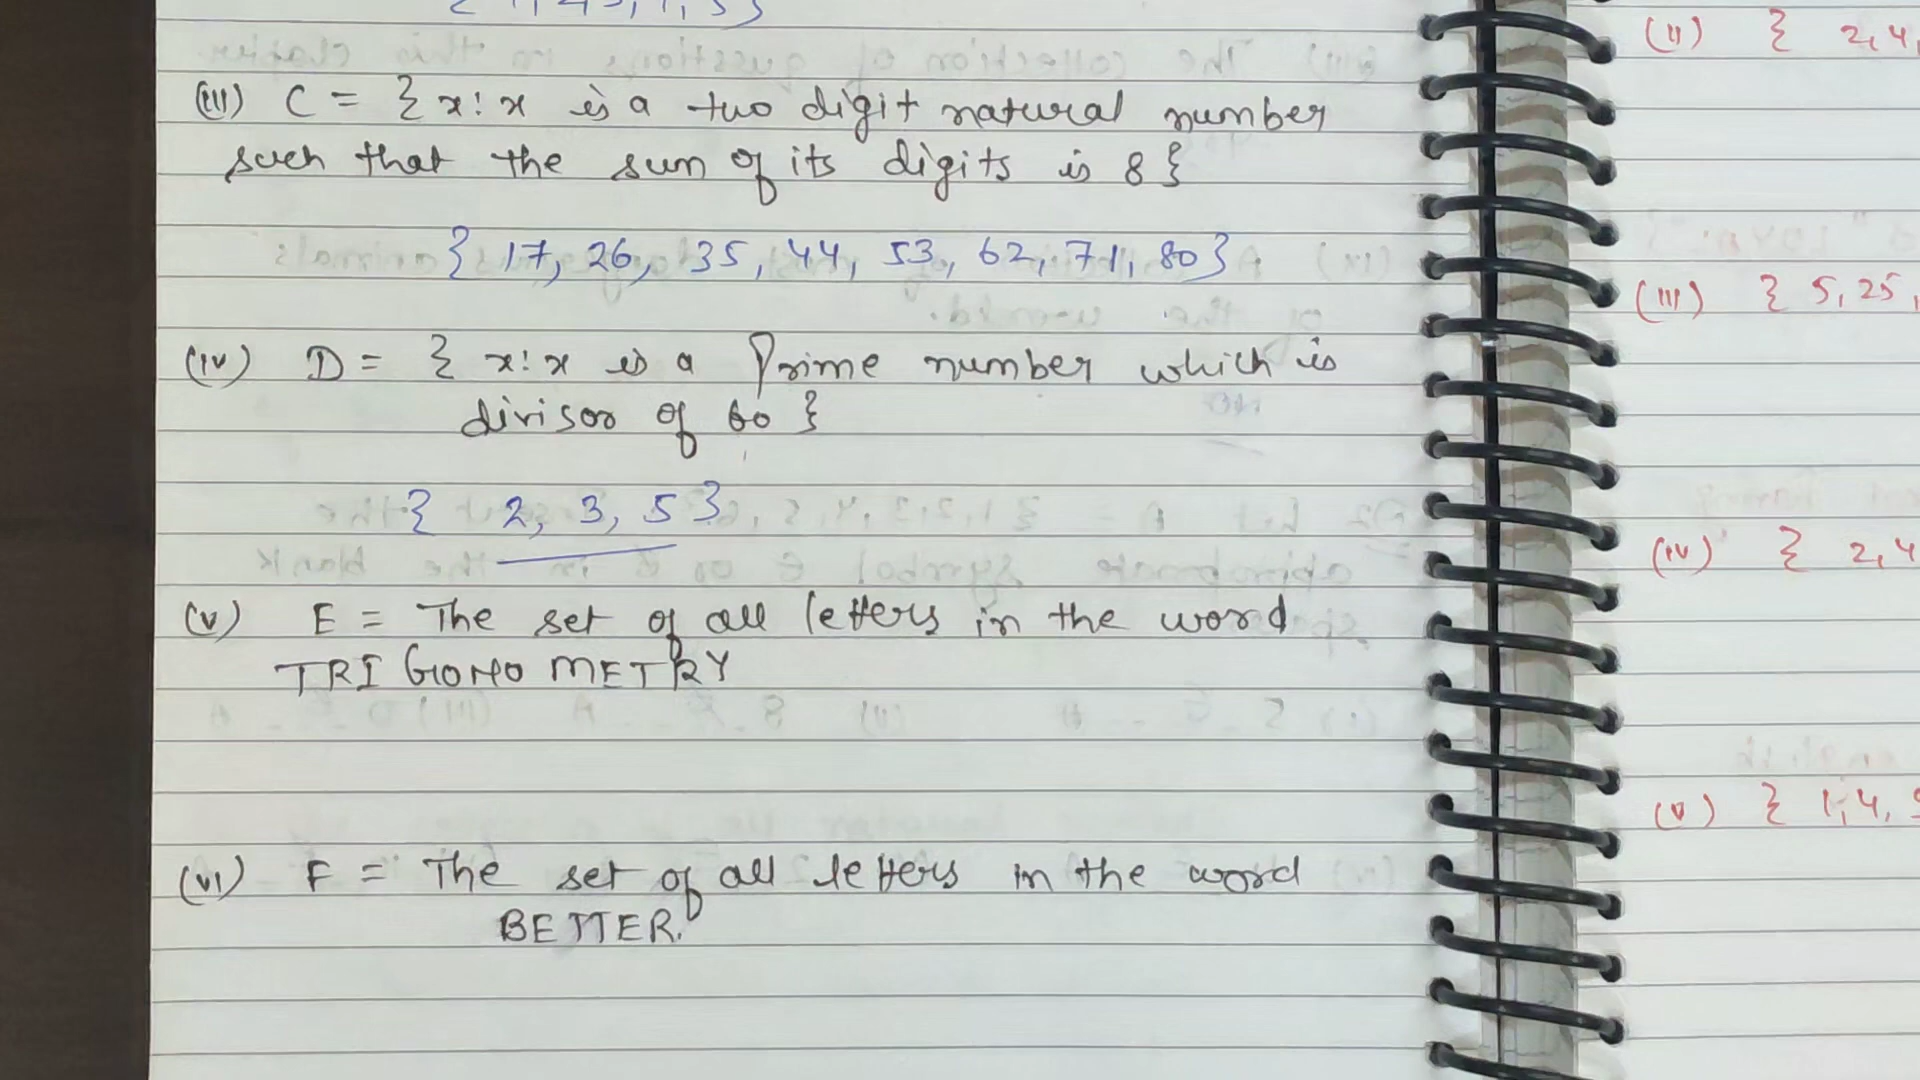 (iii) C = { x : x is a two digit natural number
such that the sum of its digits is 8 }
{ 17, 26, 35, 44, 53, 62, 71, 80 }
(iv) D = { x : x is a Prime number which is
divisor of 60 }
{ 2, 3, 5 }
(v) E = The set of all letters in the word
TRIGONOMETRY
(vi) F = The set of all letters in the word
BETTER.
(ii) { 2, 4,
(iii) { 5, 25,
(iv) { 2, 4
(v) { 1, 4,